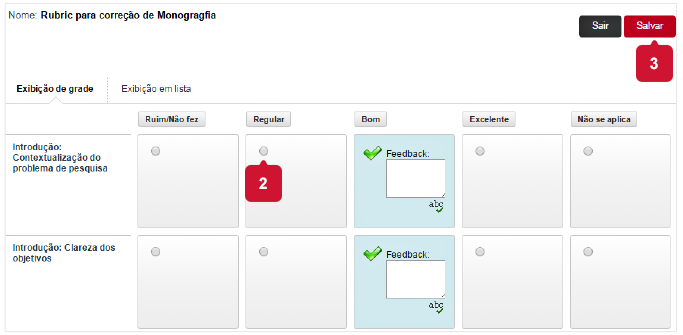 Nome: Rubric para correção de Monogragfia
Sair
Salvar
3
Exibição de grade
Exibição em lista
Ruim/Não fez
Regular
Bom
Excelente
Não se aplica
Introdução:
Contextualização do
problema de pesquisa
2
Feedback:
abc
Introdução: Clareza dos
objetivos
Feedback:
abc